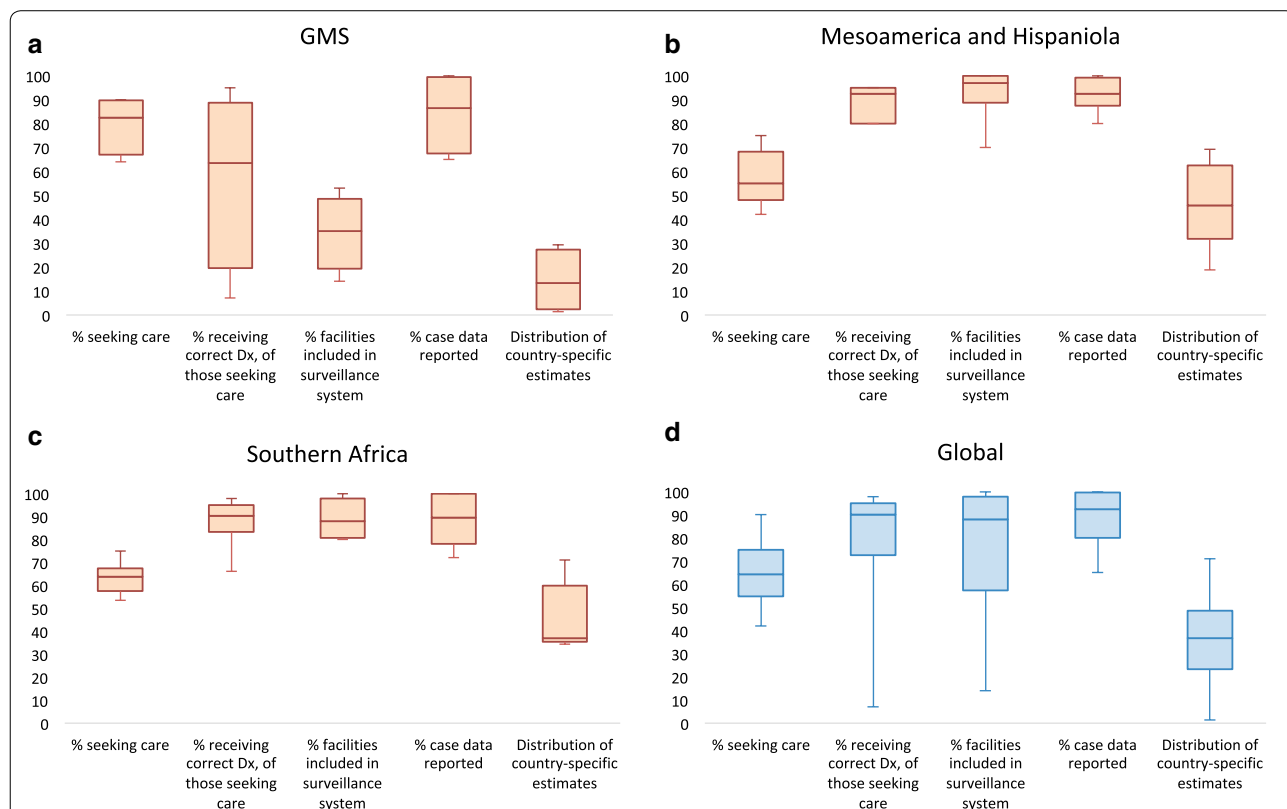 a
GMS
100
90
80
70
60
50
40
30
20
10
0
% seeking care
% receiving
correct Dx, of
those seeking
care
% facilities
included in
surveillance
system
% case data
reported
Distribution of
country-specific
estimates
b
Mesoamerica and Hispaniola
100
90
80
70
60
50
40
30
20
10
0
% seeking care
% receiving
correct Dx, of
those seeking
care
% facilities
included in
surveillance
system
% case data
reported
Distribution of
country-specific
estimates
c
Southern Africa
100
90
80
70
60
50
40
30
20
10
0
% seeking care
% receiving
correct Dx, of
those seeking
care
% facilities
included in
surveillance
system
% case data
reported
Distribution of
country-specific
estimates
d
Global
100
90
80
70
60
50
40
30
20
10
0
% seeking care
% receiving
correct Dx, of
those seeking
care
% facilities
included in
surveillance
system
% case data
reported
Distribution of
country-specific
estimates